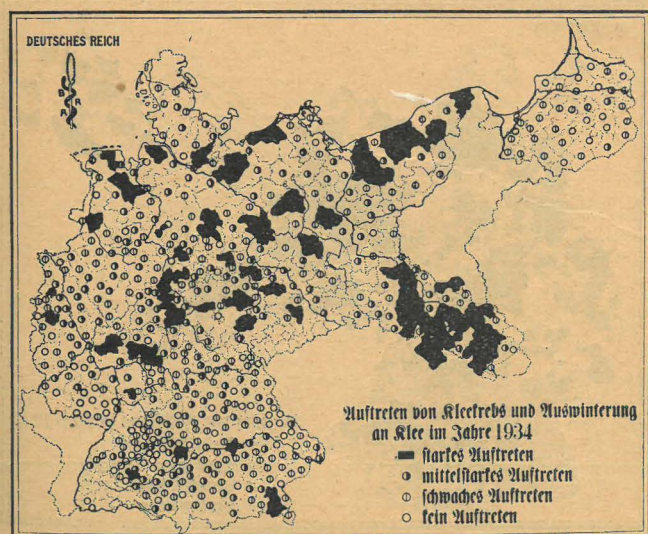 DEUTSCHES REICH
B
R
A
Auftreten von Kleekrebs und Auswinterung
an Klee im Jahre 1934
starkes Auftreten
mittelstarkes Auftreten
schwaches Auftreten
kein Auftreten